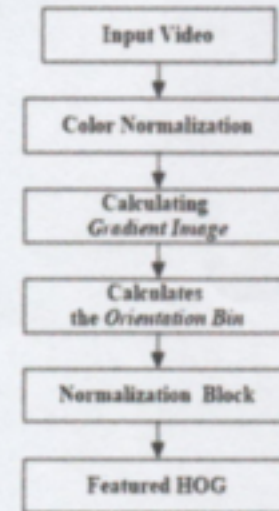 Input Video
Color Normalization
Calculating
Gradient Image
Calculates
the Orientation Bin
Normalization Block
Featured HOG